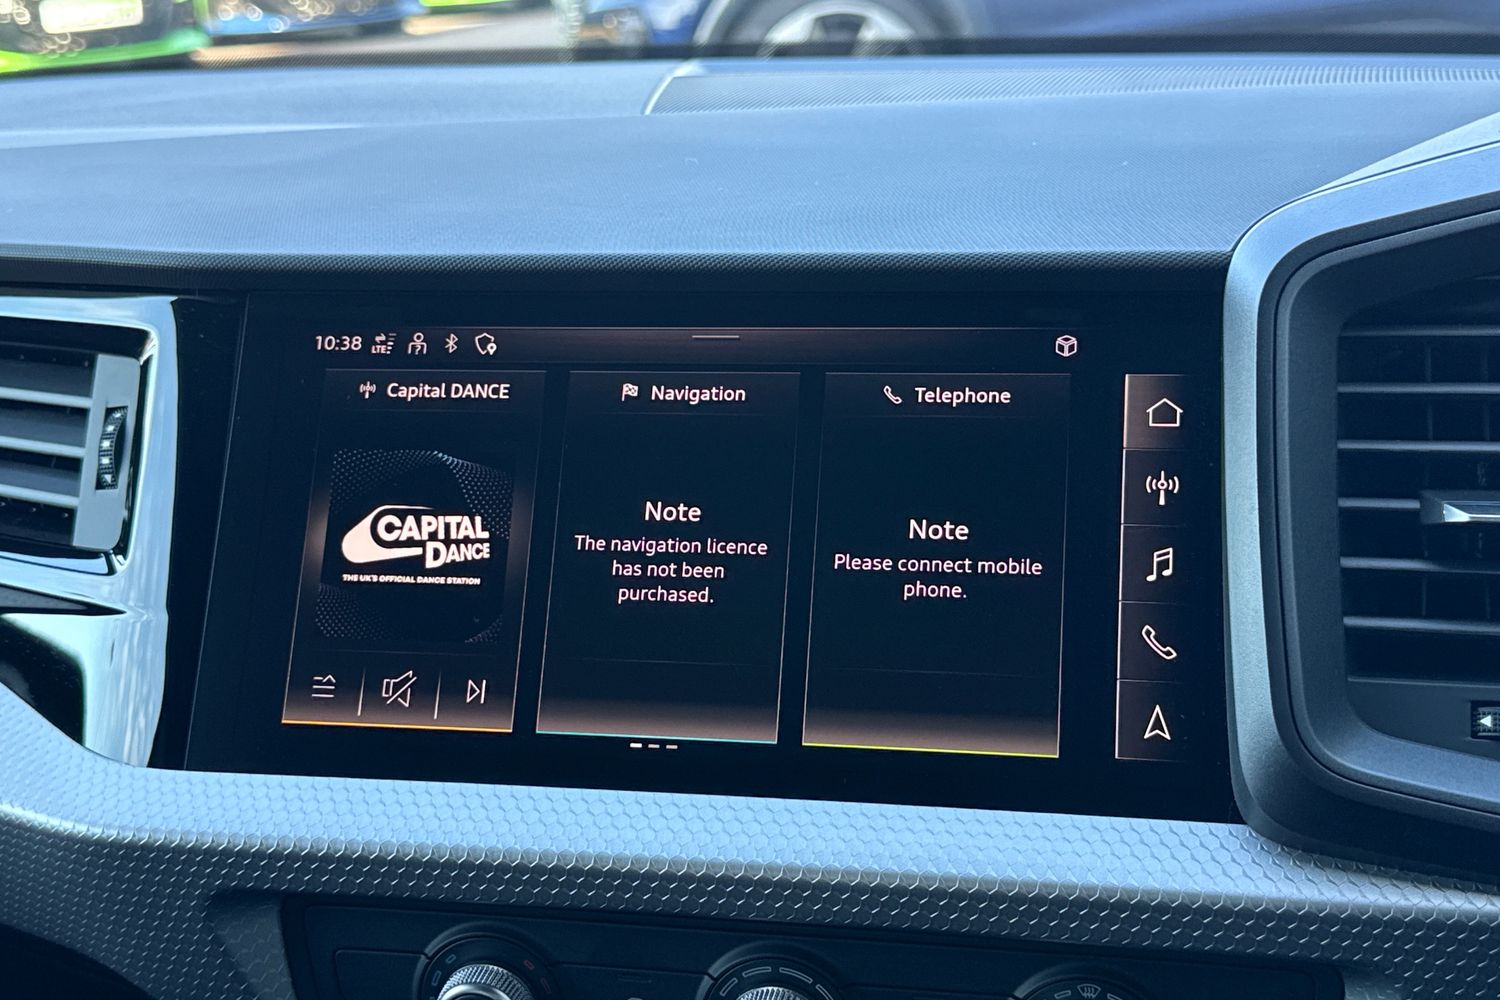 10:38 LTE
Capital DANCE
CAPITAL
DANCE
THE UK'S OFFICIAL DANCE STATION
Navigation
Note
The navigation licence
has not been
purchased.
Telephone
Note
Please connect mobile
phone.